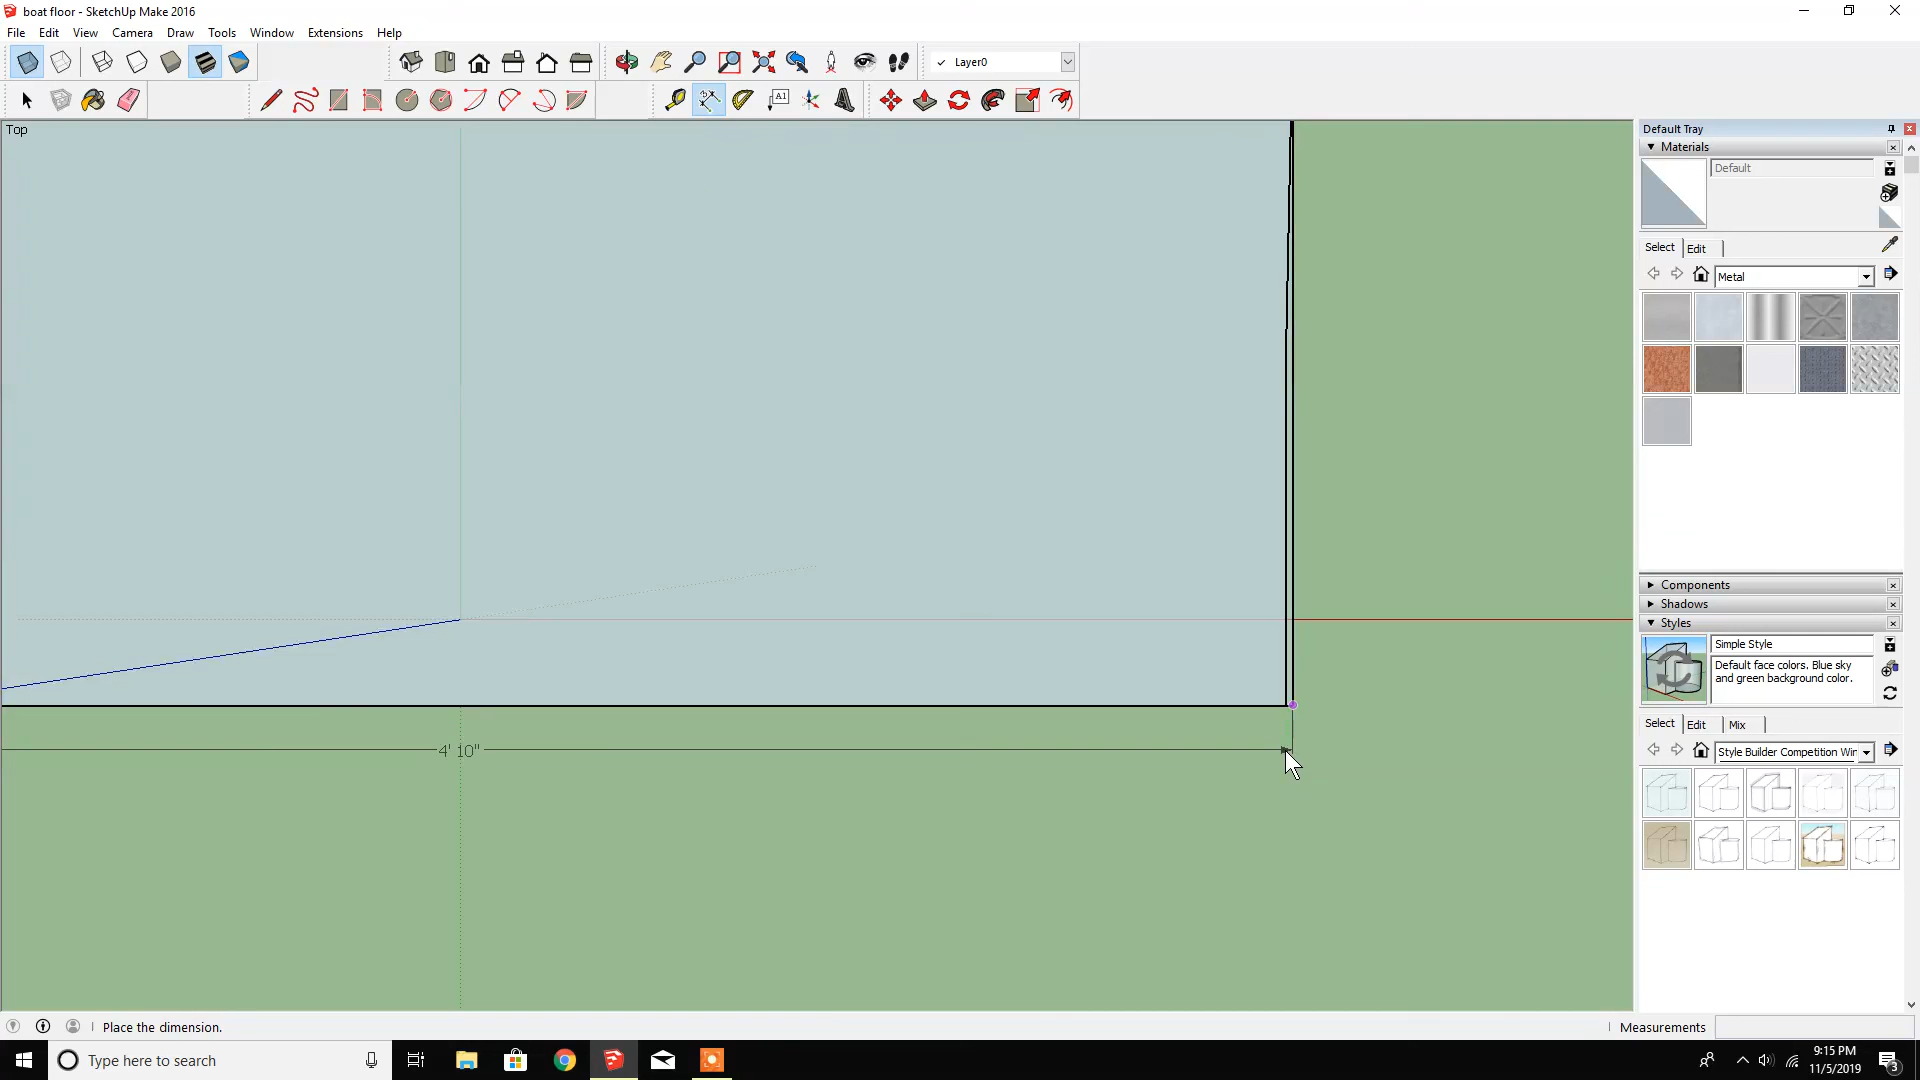 boat floor - SketchUp Make 2016
File Edit View Camera Draw Tools Window Extensions Help
Layer0
A1
Top
Default Tray
Materials
Default
Select Edit
Metal
Components
Shadows
Styles
Simple Style
Default face colors. Blue sky
and green background color.
Select Edit Mix
Style Builder Competition Wir
4' 10"
Place the dimension.
Measurements
Type here to search
9:15 PM
11/5/2019
3